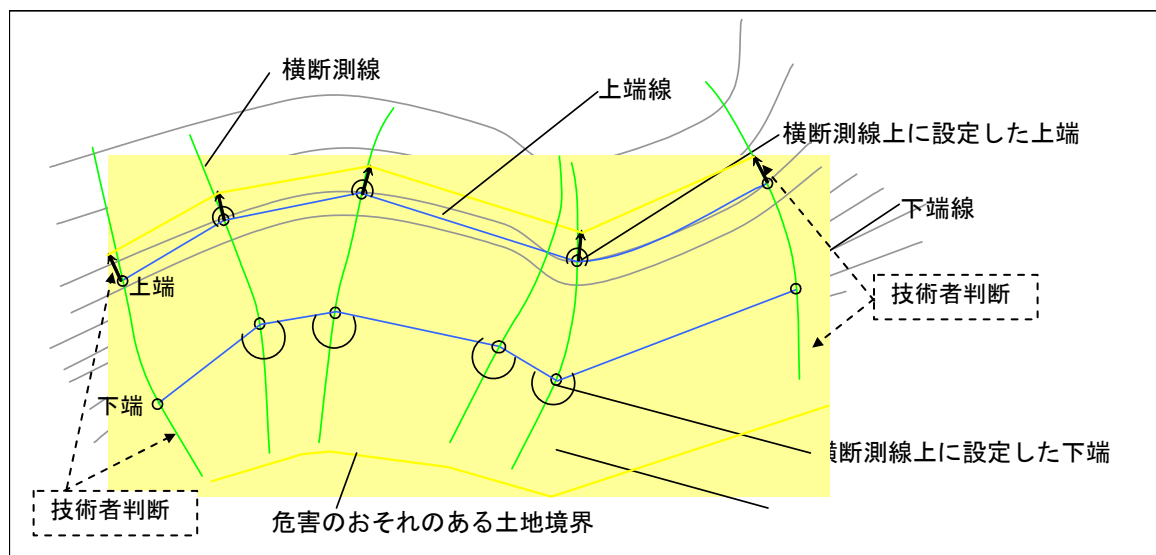 横断測線
上端線
横断測線上に設定した上端
下端線
上端
技術者判断
下端
横断測線上に設定した下端
技術者判断
危害のおそれのある土地境界